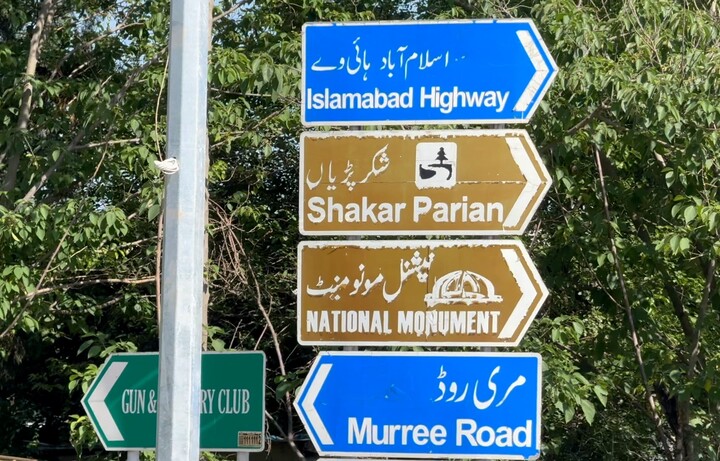 اسلام آباد ہائی وے
Islamabad Highway
شکر پڑیاں
Shakar Parian
نیشنل مونومنٹ
NATIONAL MONUMENT
مری روڈ
Murree Road
GUN & CLUB